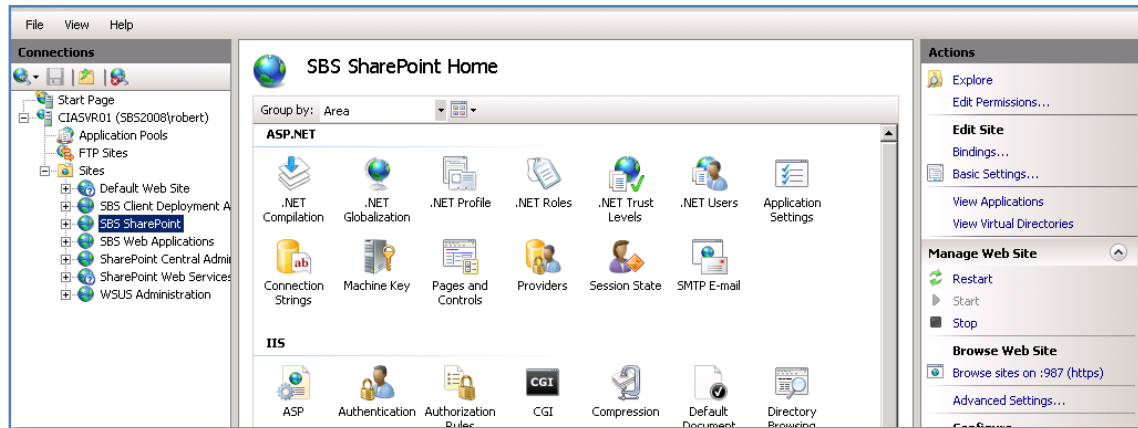 File View Help
Connections
Start Page
CIASVR01 (SBS2008\robert)
Application Pools
FTP Sites
Sites
Default Web Site
SBS Client Deployment A
SBS SharePoint
SBS Web Applications
SharePoint Central Admi
SharePoint Web Services
WSUS Administration
SBS SharePoint Home
Group by: Area
ASP.NET
.NET Compilation
.NET Globalization
.NET Profile
.NET Roles
.NET Trust Levels
.NET Users
Application Settings
Connection Strings
Machine Key
Pages and Controls
Providers
Session State
SMTP E-mail
IIS
ASP
Authentication
Authorization Rules
CGI
Compression
Default Document
Directory Browsing
Actions
Explore
Edit Permissions...
Edit Site
Bindings...
Basic Settings...
View Applications
View Virtual Directories
Manage Web Site
Restart
Start
Stop
Browse Web Site
Browse sites on :987 (https)
Advanced Settings...
Configure